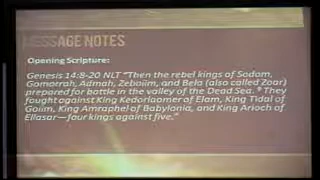 MESSAGE NOTES
Opening Scripture:
Genesis 14:8-20 NLT "Then the rebel kings of Sodom,
Gomorrah, Admah, Zeboiim, and Bela (also called Zoar)
prepared for battle in the valley of the Dead Sea. 9 They
fought against King Kedorlaomer of Elam, King Tidal of
Goiim, King Amraphel of Babylonia, and King Arioch of
Ellasar—four kings against five."